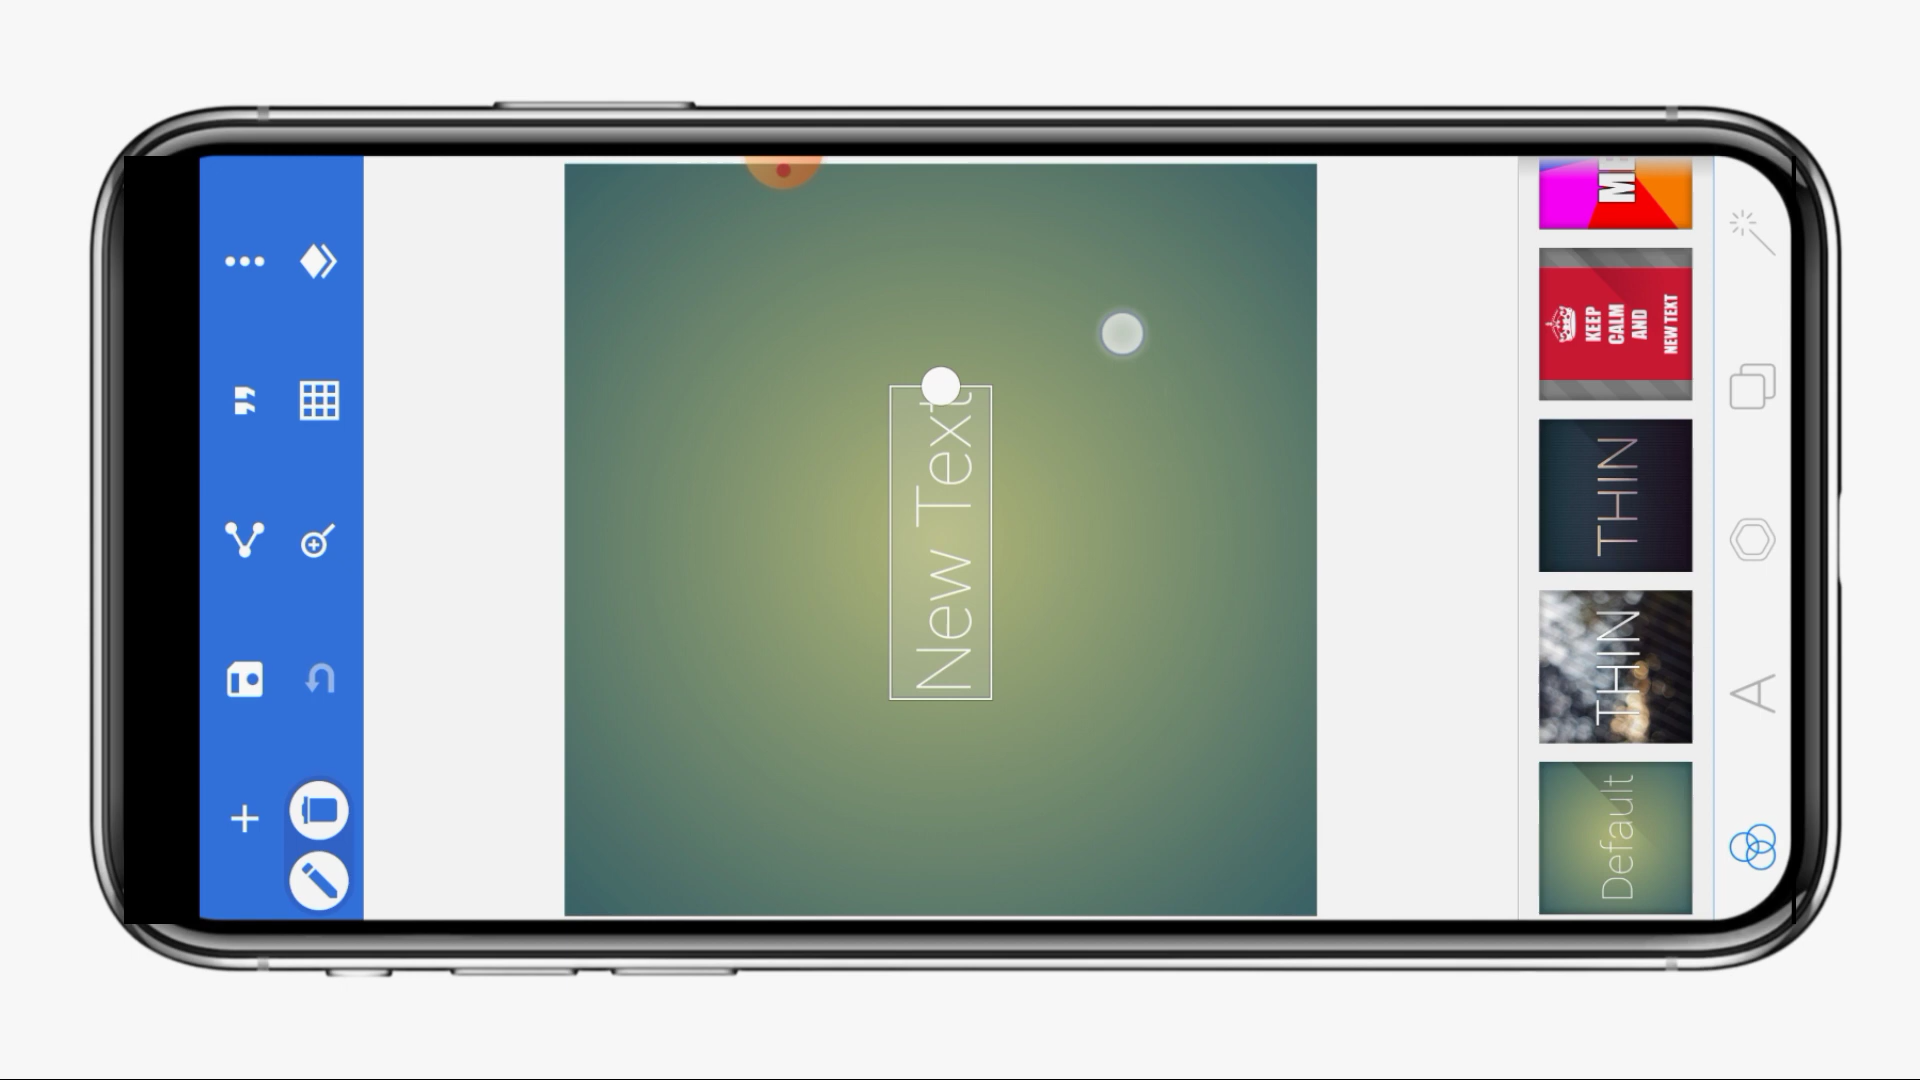 New Text
Default
THIN
THIN
KEEP
CALM
AND
NEW TEXT